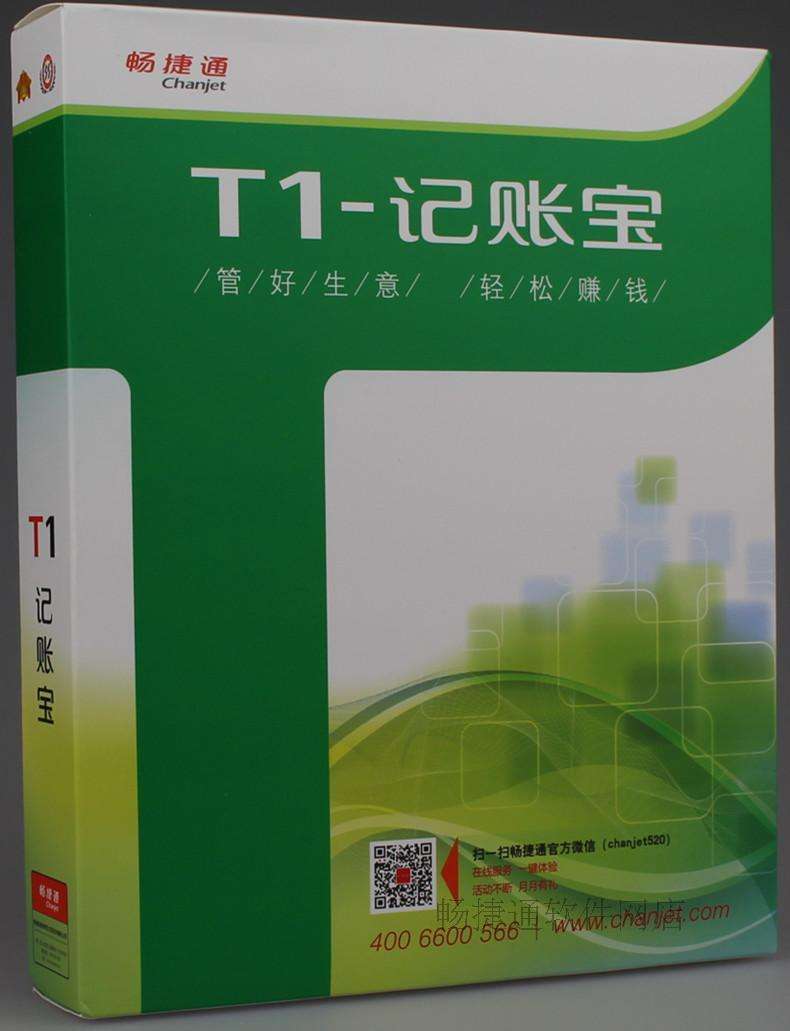 畅捷通
Chanjet
T1-记账宝
/管/好/生/意/ /轻/松/赚/钱/
T1
记账宝
扫一扫畅捷通官方微信（chanjet520）
在线服务 一键体验
活动不断 月月有礼
畅捷通软件网店
400 6600 566 | www.chanjet.com
畅捷通
Chanjet